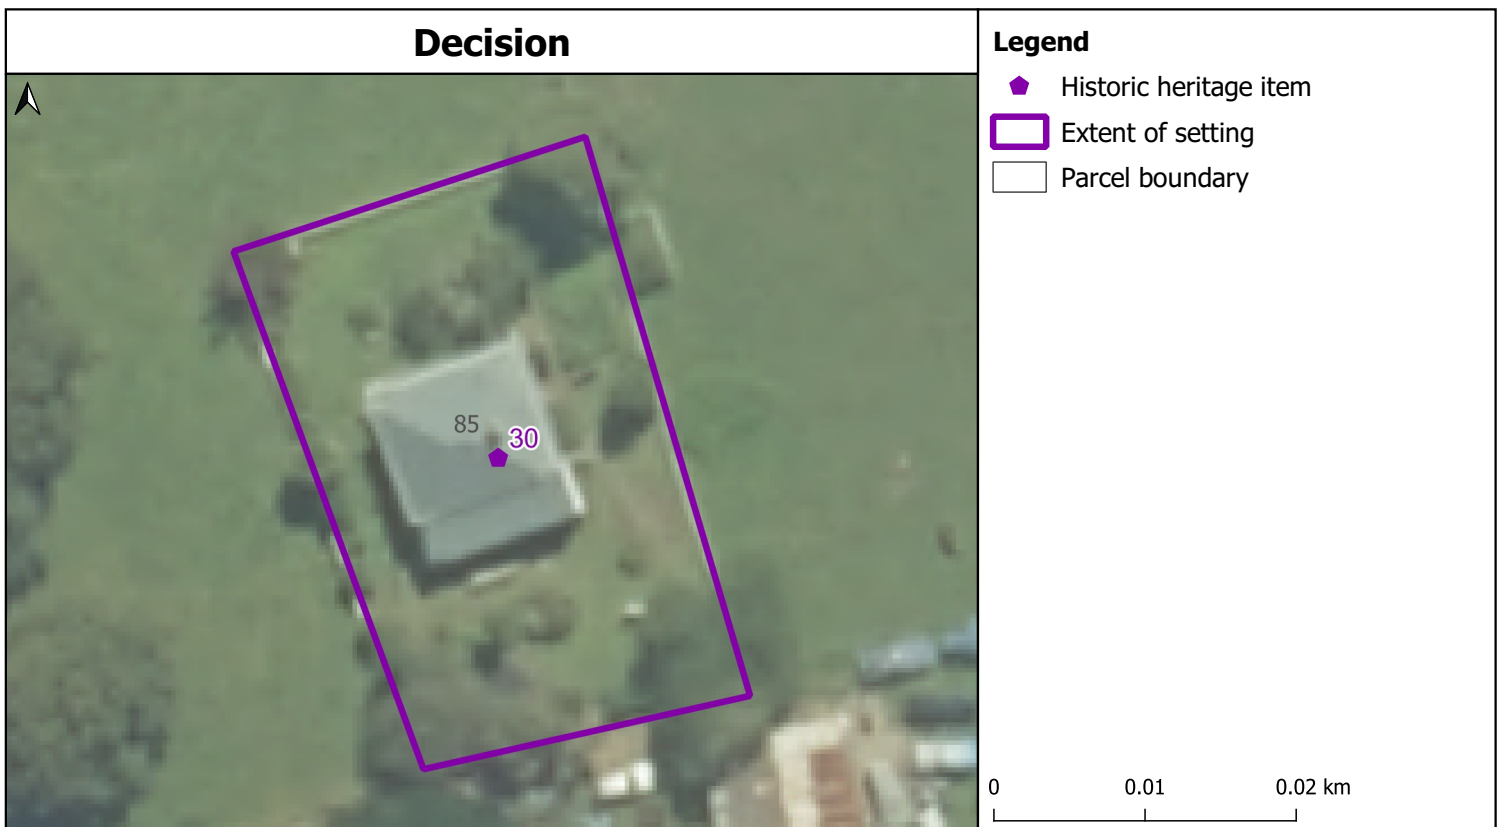 Decision
85
30
Legend
Historic heritage item
Extent of setting
Parcel boundary
0 0.01 0.02 km